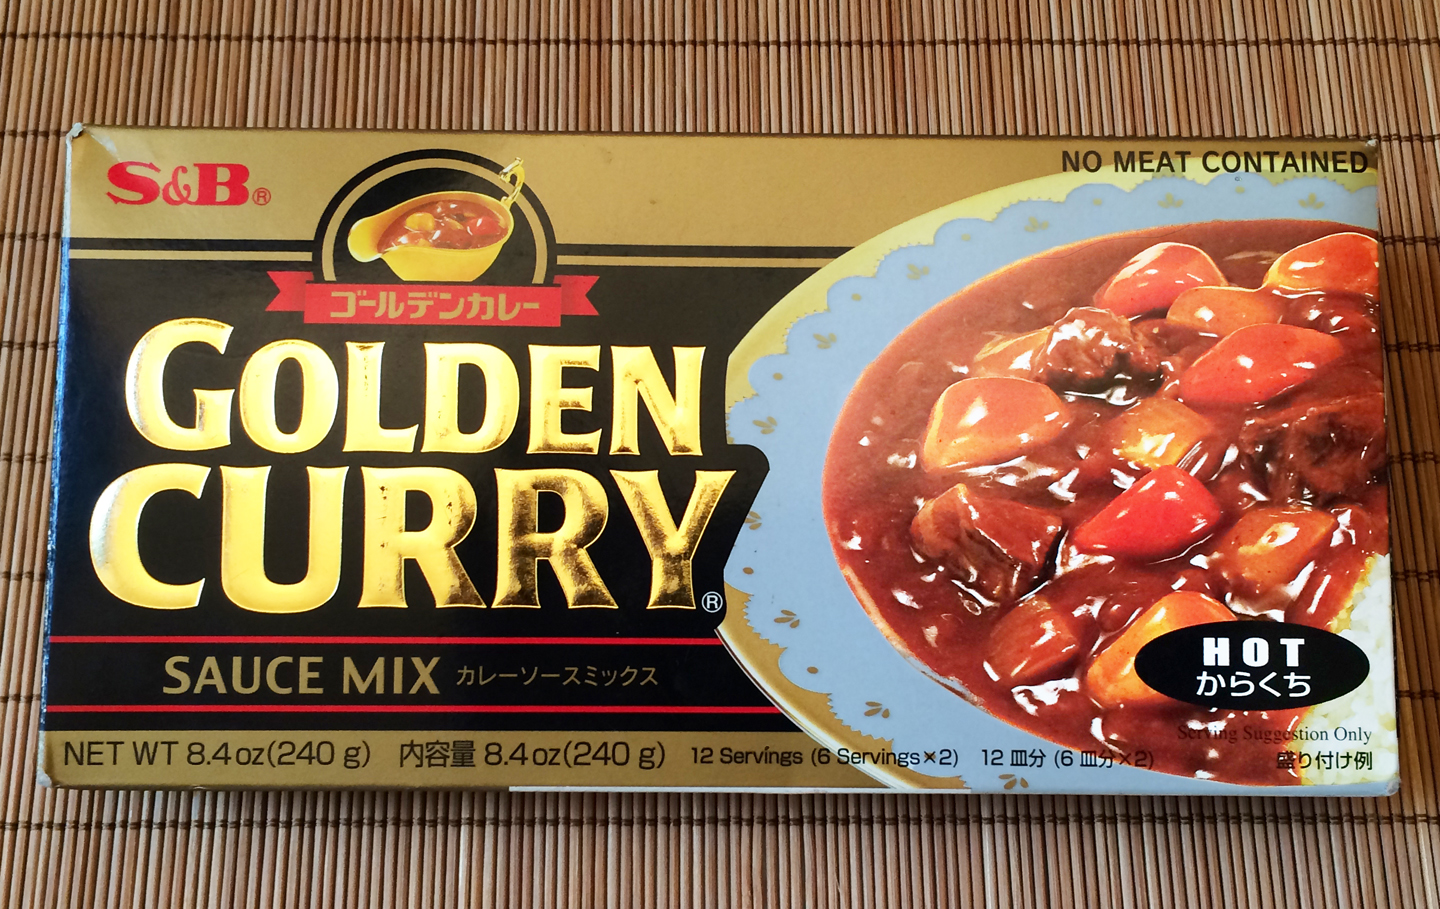 S&B®
NO MEAT CONTAINED
ゴールデンカレー
GOLDEN
CURRY®
SAUCE MIX カレーソースミックス
HOT
からくち
Serving Suggestion Only
盛り付け例
NET WT 8.4oz(240 g) 内容量 8.4oz(240 g) 12 Servings (6 Servings×2) 12 皿分 (6 皿分×2)